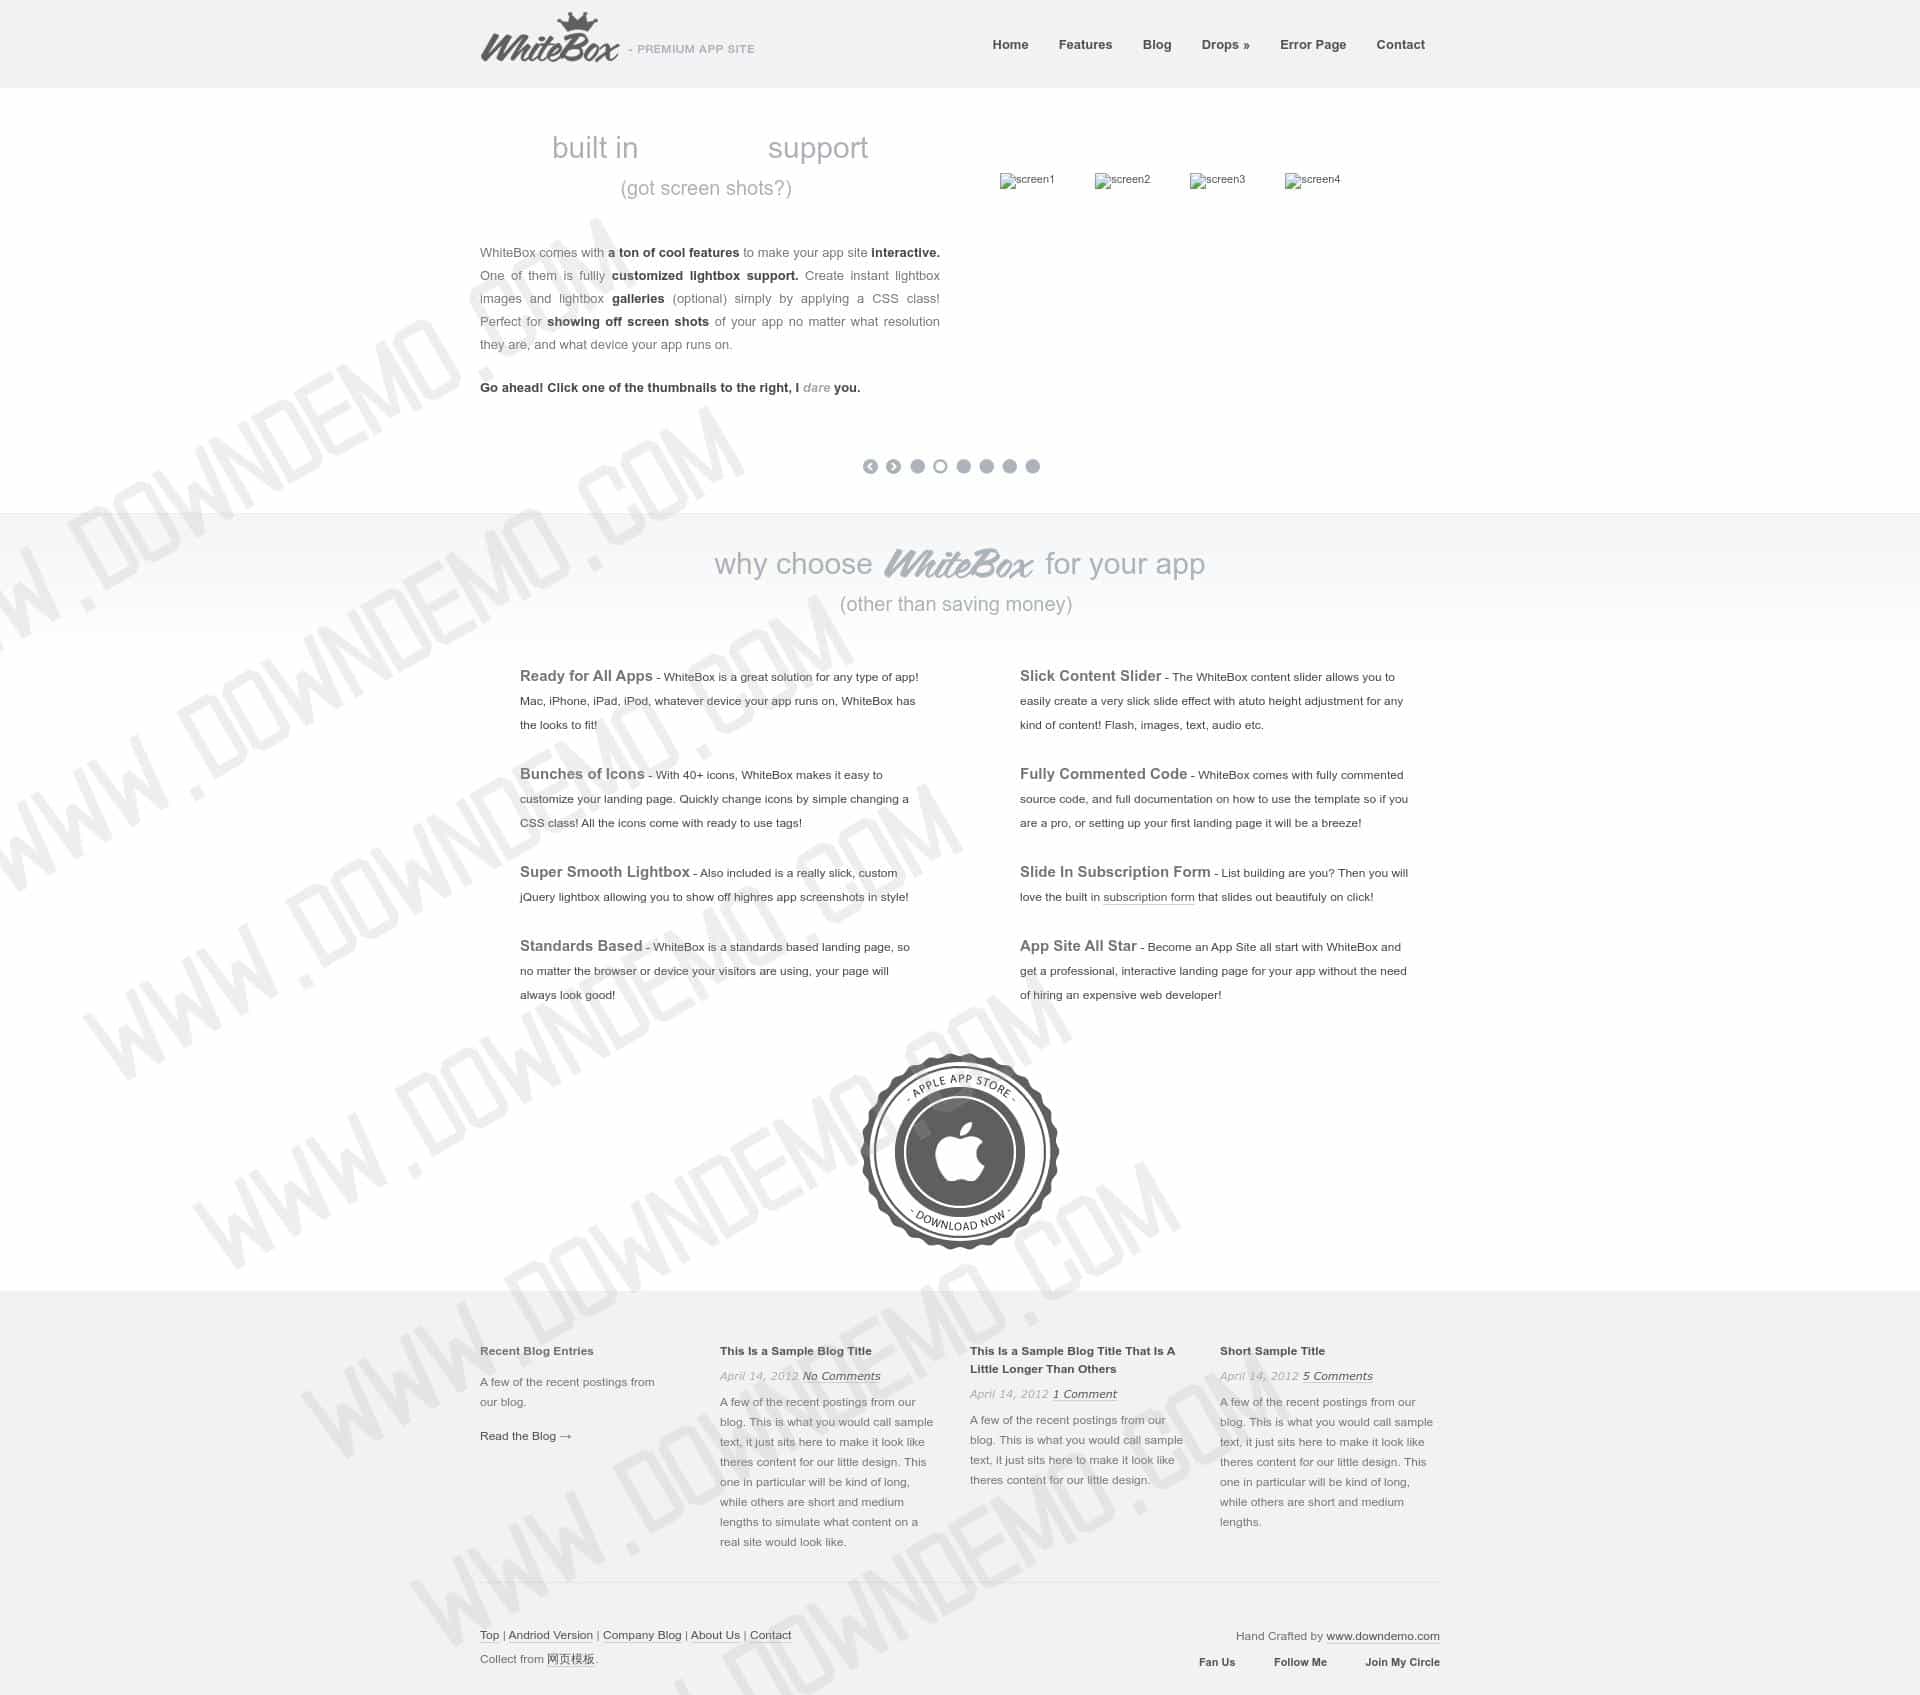 WhiteBox - PREMIUM APP SITE
Home Features Blog Drops » Error Page Contact
built in support
(got screen shots?)
screen1 screen2 screen3 screen4
WhiteBox comes with a ton of cool features to make your app site interactive.
One of them is fullly customized lightbox support. Create instant lightbox
images and lightbox galleries (optional) simply by applying a CSS class!
Perfect for showing off screen shots of your app no matter what resolution
they are, and what device your app runs on.
Go ahead! Click one of the thumbnails to the right, I dare you.
why choose WhiteBox for your app
(other than saving money)
Ready for All Apps - WhiteBox is a great solution for any type of app!
Mac, iPhone, iPad, iPod, whatever device your app runs on, WhiteBox has
the looks to fit!
Bunches of Icons - With 40+ icons, WhiteBox makes it easy to
customize your landing page. Quickly change icons by simple changing a
CSS class! All the icons come with ready to use tags!
Super Smooth Lightbox - Also included is a really slick, custom
jQuery lightbox allowing you to show off highres app screenshots in style!
Standards Based - WhiteBox is a standards based landing page, so
no matter the browser or device your visitors are using, your page will
always look good!
Slick Content Slider - The WhiteBox content slider allows you to
easily create a very slick slide effect with atuto height adjustment for any
kind of content! Flash, images, text, audio etc.
Fully Commented Code - WhiteBox comes with fully commented
source code, and full documentation on how to use the template so if you
are a pro, or setting up your first landing page it will be a breeze!
Slide In Subscription Form - List building are you? Then you will
love the built in subscription form that slides out beautifuly on click!
App Site All Star - Become an App Site all start with WhiteBox and
get a professional, interactive landing page for your app without the need
of hiring an expensive web developer!
- APPLE APP STORE -
- DOWNLOAD NOW -
Recent Blog Entries
A few of the recent postings from
our blog.
Read the Blog →
This Is a Sample Blog Title
April 14, 2012 No Comments
A few of the recent postings from our
blog. This is what you would call sample
text, it just sits here to make it look like
theres content for our little design. This
one in particular will be kind of long,
while others are short and medium
lengths to simulate what content on a
real site would look like.
This Is a Sample Blog Title That Is A
Little Longer Than Others
April 14, 2012 1 Comment
A few of the recent postings from our
blog. This is what you would call sample
text, it just sits here to make it look like
theres content for our little design.
Short Sample Title
April 14, 2012 5 Comments
A few of the recent postings from our
blog. This is what you would call sample
text, it just sits here to make it look like
theres content for our little design. This
one in particular will be kind of long,
while others are short and medium
lengths.
Top | Andriod Version | Company Blog | About Us | Contact
Collect from 网页模板.
Hand Crafted by www.downdemo.com
Fan Us Follow Me Join My Circle
WWW.DOWNDEMO.COM
WWW.DOWNDEMO.COM
WWW.DOWNDEMO.COM
WWW.DOWNDEMO.COM
WWW.DOWNDEMO.COM
WWW.DOWNDEMO.COM
WWW.DOWNDEMO.COM